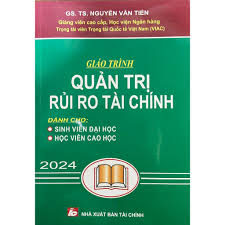 GS. TS. NGUYỄN VĂN TIẾN
Giảng viên cao cấp, Học viện Ngân hàng
Trọng tài viên Trọng tài Quốc tế Việt Nam (VIAC)
GIÁO TRÌNH
QUẢN TRỊ
RỦI RO TÀI CHÍNH
DÀNH CHO:
SINH VIÊN ĐẠI HỌC
HỌC VIÊN CAO HỌC
2024
NHÀ XUẤT BẢN TÀI CHÍNH